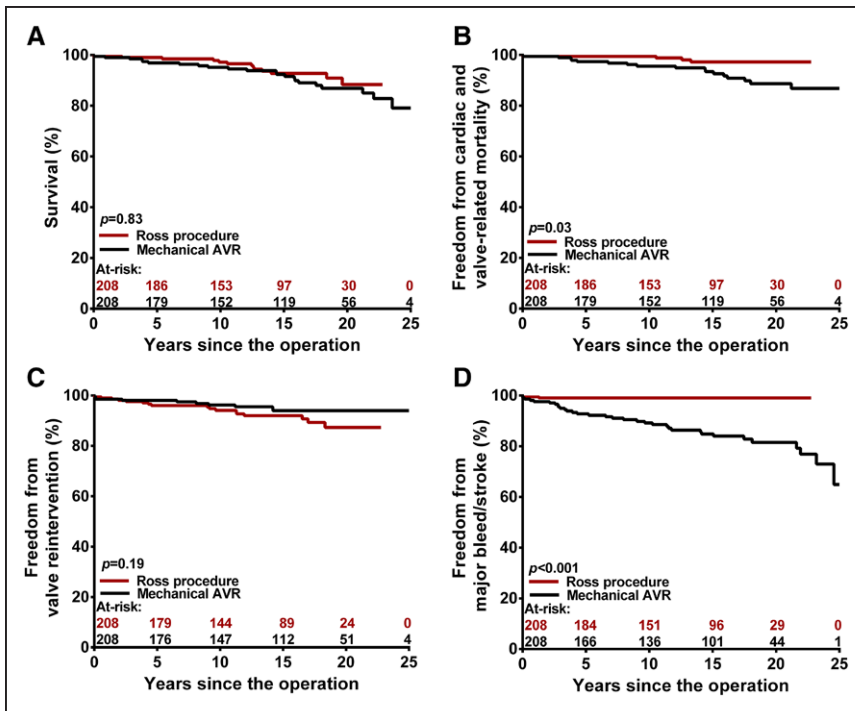 A
Survival (%)
100
80
60
40
20
0
p=0.83
Ross procedure
Mechanical AVR
At-risk:
208 186 153 97 30 0
208 179 152 119 56 4
0 5 10 15 20 25
Years since the operation
B
Freedom from cardiac and
valve-related mortality (%)
100
80
60
40
20
0
p=0.03
Ross procedure
Mechanical AVR
At-risk:
208 186 153 97 30 0
208 179 152 119 56 4
0 5 10 15 20 25
Years since the operation
C
Freedom from
valve reintervention (%)
100
80
60
40
20
0
p=0.19
Ross procedure
Mechanical AVR
At-risk:
208 179 144 89 24 0
208 176 147 112 51 4
0 5 10 15 20 25
Years since the operation
D
Freedom from
major bleed/stroke (%)
100
80
60
40
20
0
p<0.001
Ross procedure
Mechanical AVR
At-risk:
208 184 151 96 29 0
208 166 136 101 44 1
0 5 10 15 20 25
Years since the operation